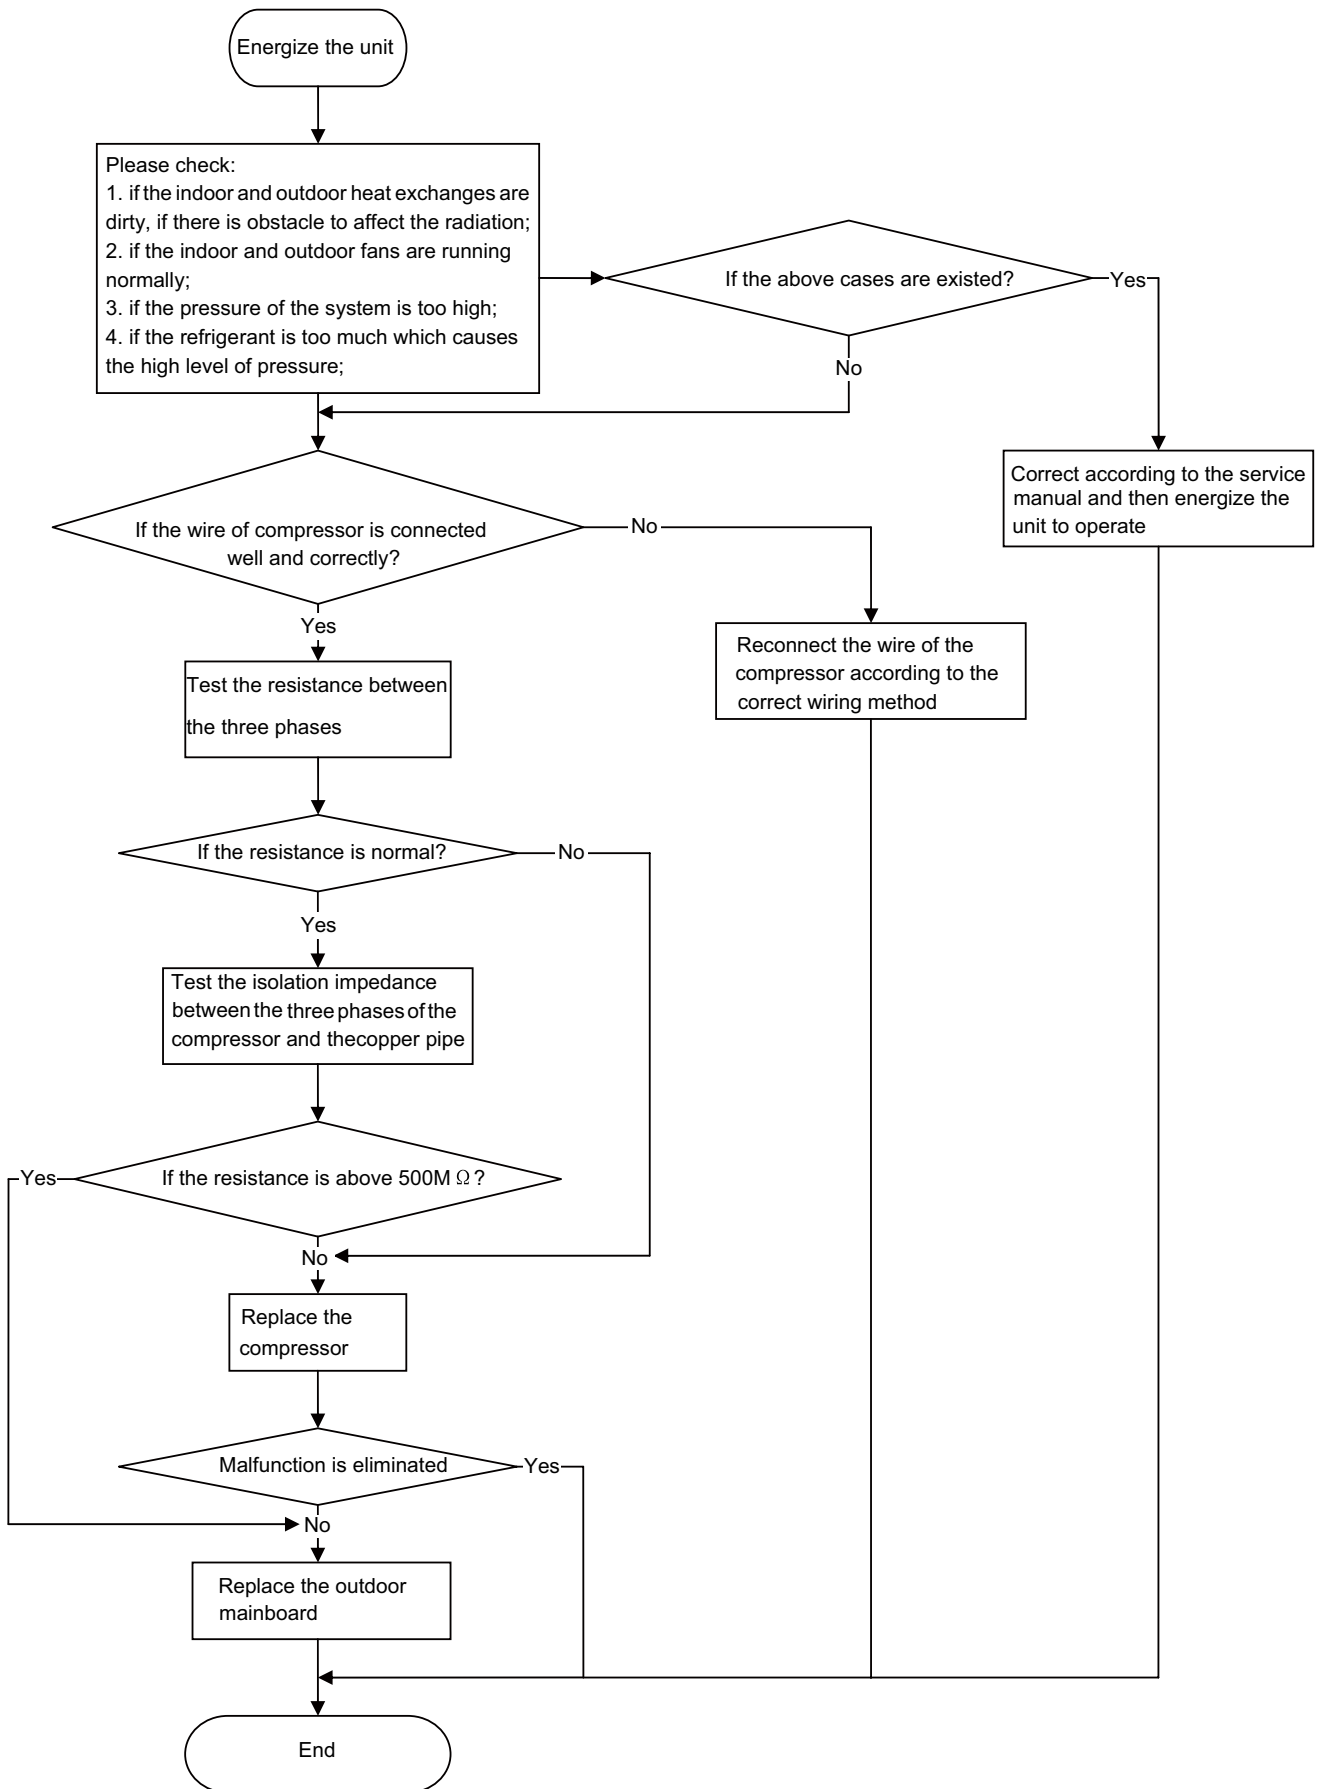 Energize the unit
Please check:
1. if the indoor and outdoor heat exchanges are
dirty, if there is obstacle to affect the radiation;
2. if the indoor and outdoor fans are running
normally;
3. if the pressure of the system is too high;
4. if the refrigerant is too much which causes
the high level of pressure;
If the above cases are existed?
Yes
No
Correct according to the service
manual and then energize the
unit to operate
If the wire of compressor is connected
well and correctly?
No
Yes
Reconnect the wire of the
compressor according to the
correct wiring method
Test the resistance between
the three phases
If the resistance is normal?
No
Yes
Test the isolation impedance
between the three phases of the
compressor and thecopper pipe
Yes
If the resistance is above 500M Ω ?
No
Replace the
compressor
Malfunction is eliminated
Yes
No
Replace the outdoor
mainboard
End